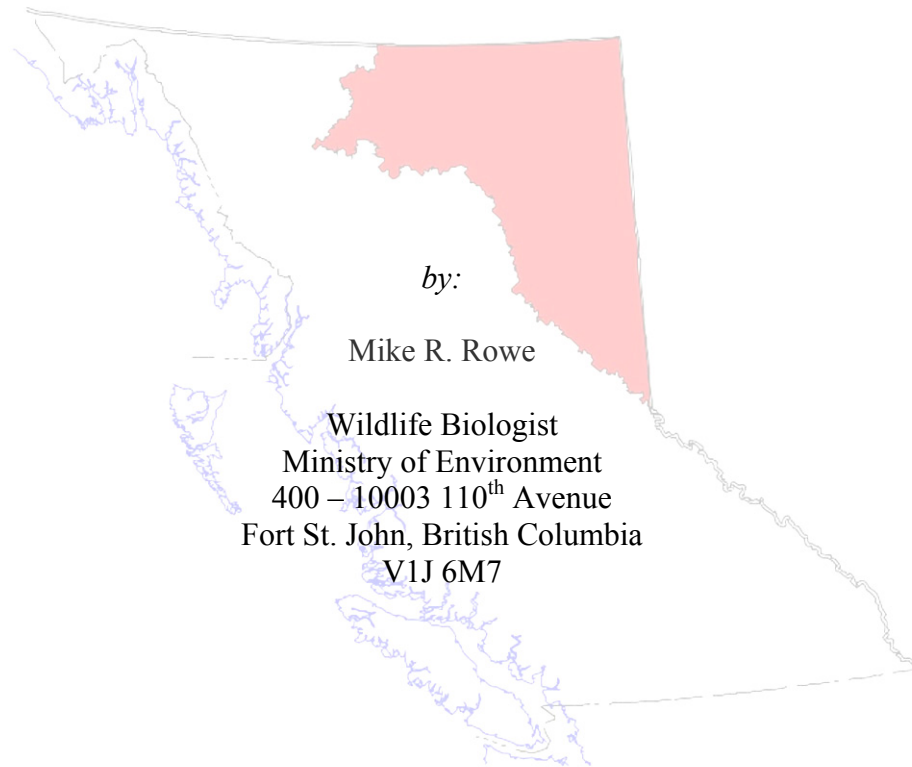 by:
Mike R. Rowe
Wildlife Biologist
Ministry of Environment
400 – 10003 110th Avenue
Fort St. John, British Columbia
V1J 6M7